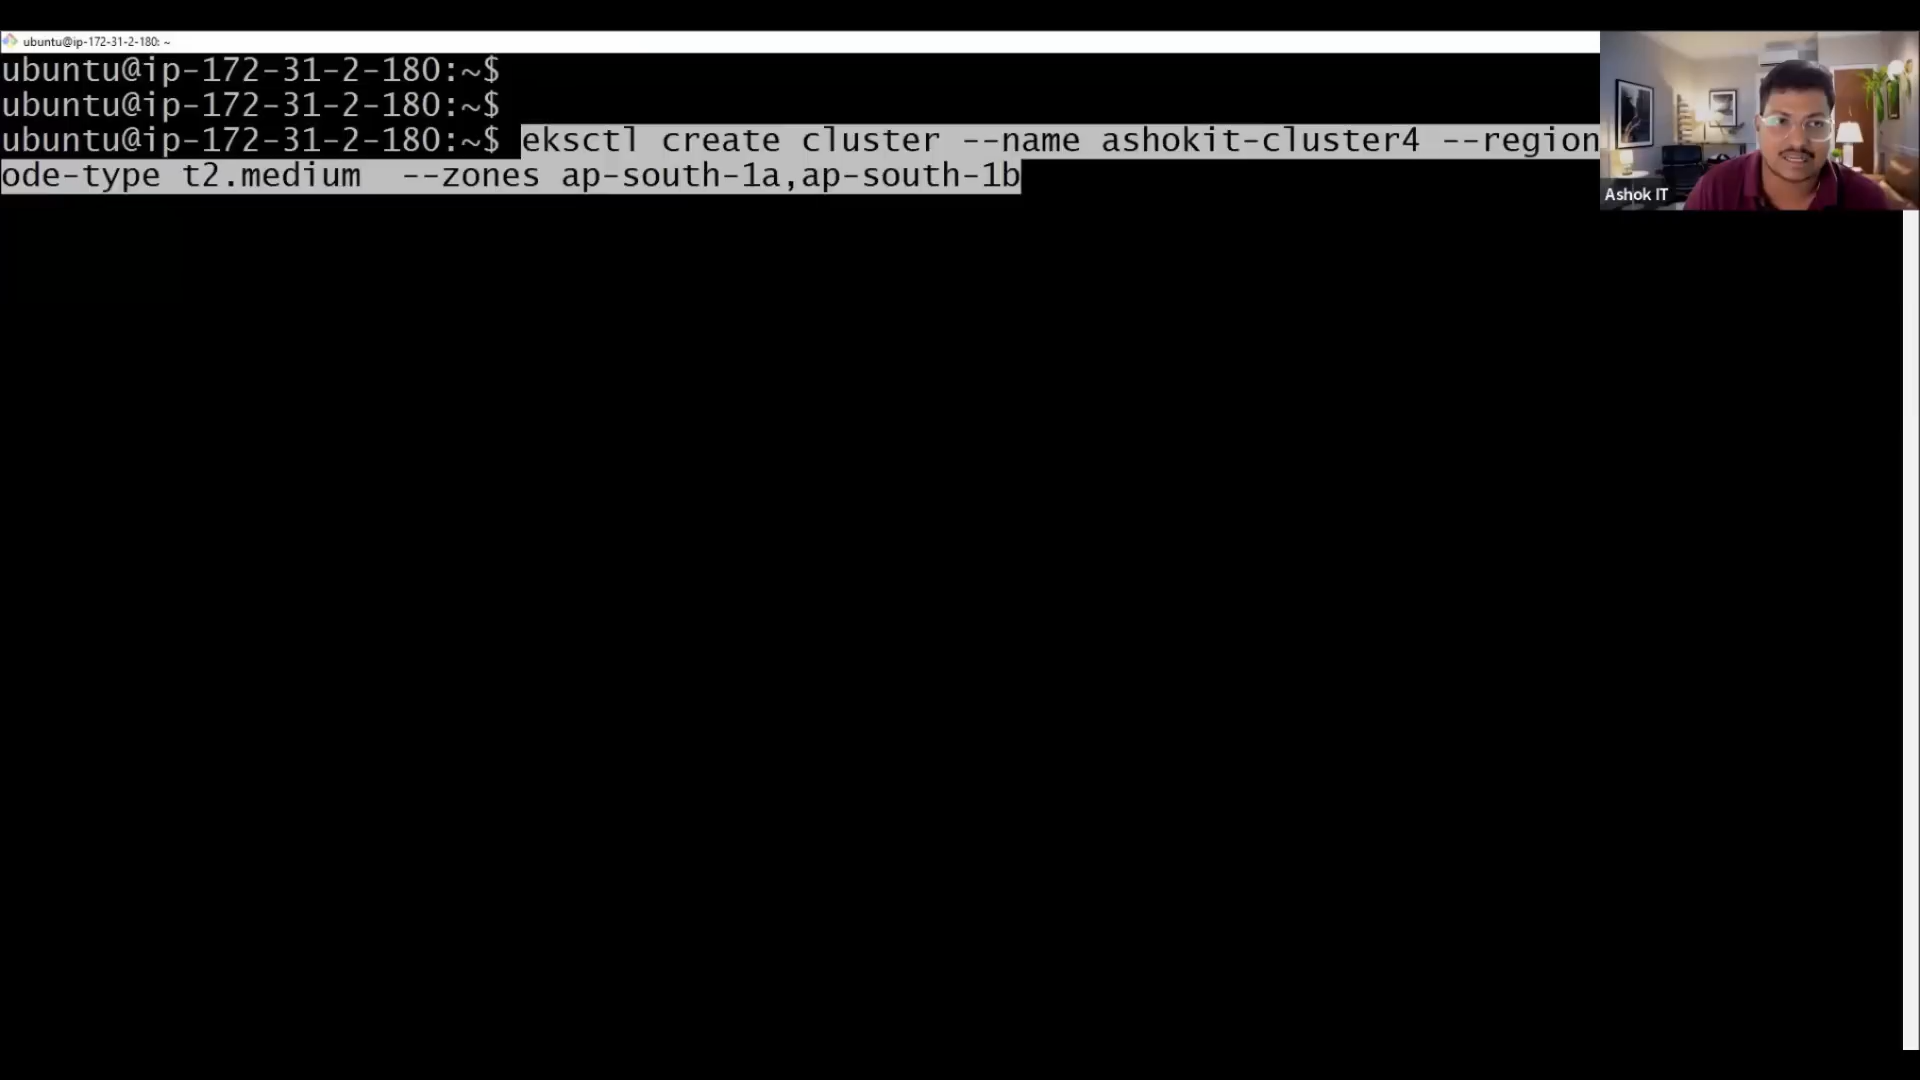 ubuntu@ip-172-31-2-180: ~
ubuntu@ip-172-31-2-180:~$
ubuntu@ip-172-31-2-180:~$
ubuntu@ip-172-31-2-180:~$ eksctl create cluster --name ashokit-cluster4 --region
ode-type t2.medium  --zones ap-south-1a,ap-south-1b
Ashok IT